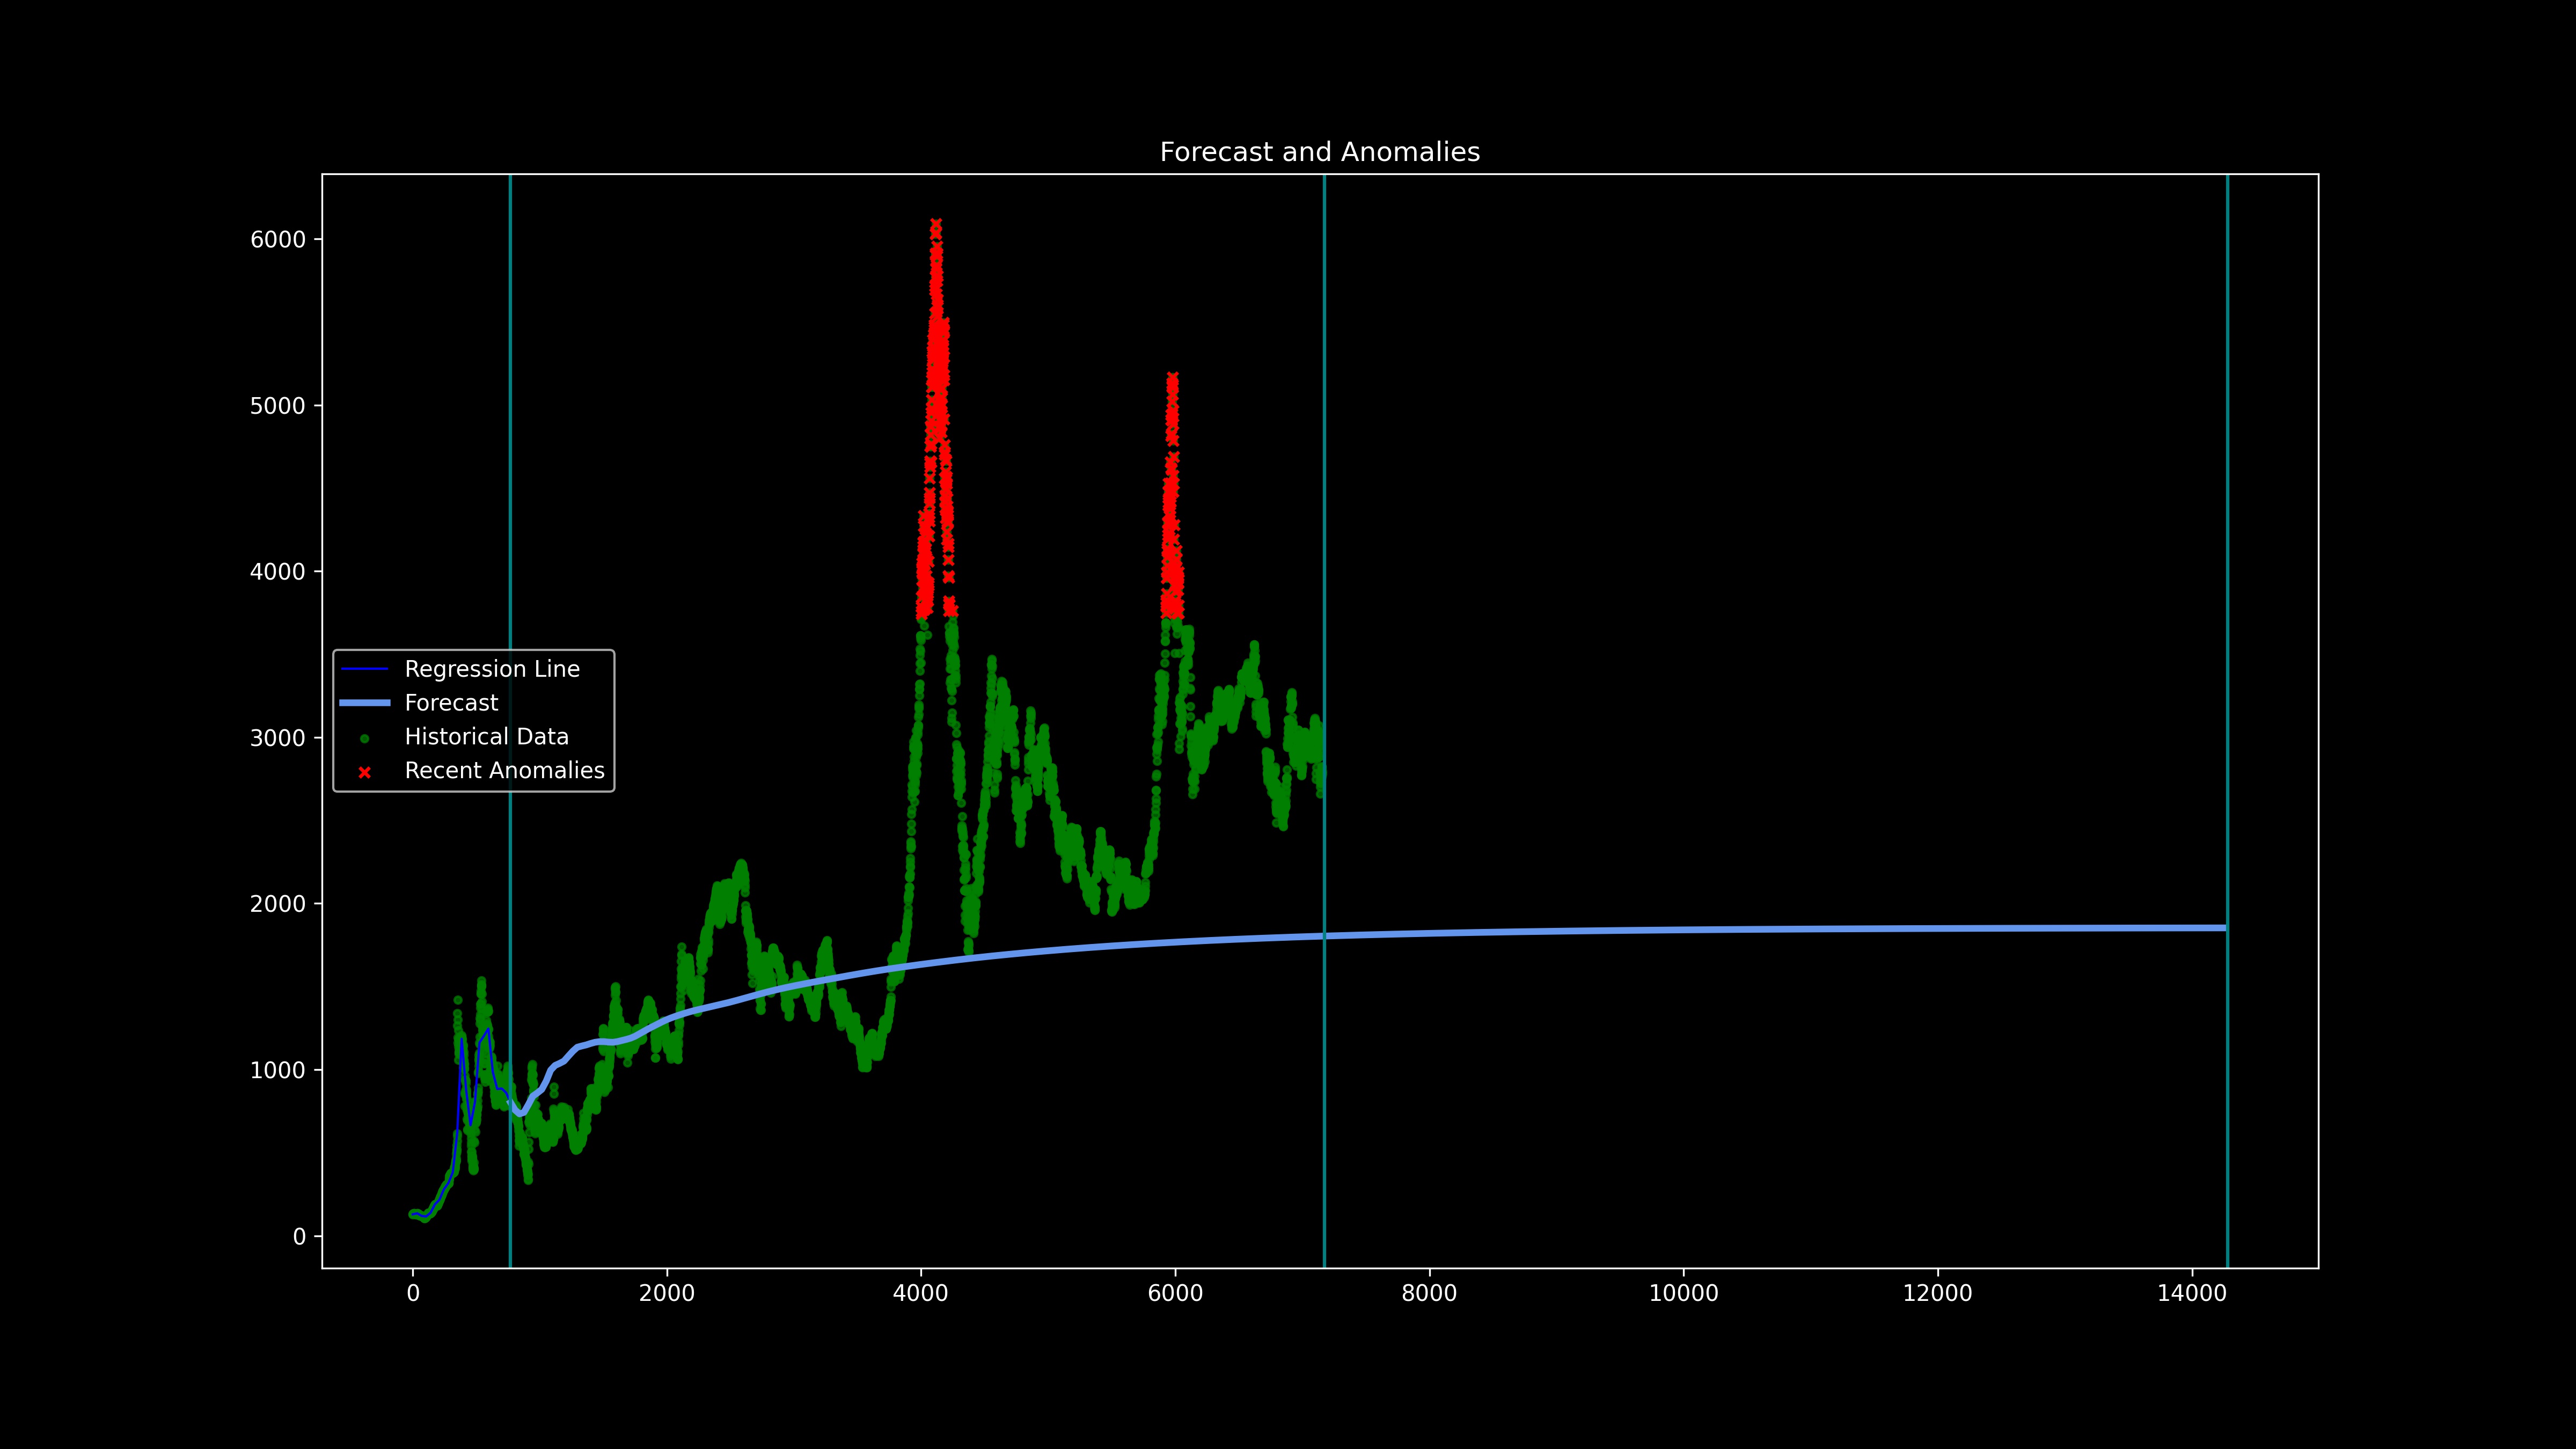 Forecast and Anomalies
6000
5000
4000
3000
2000
1000
0
Regression Line
Forecast
Historical Data
Recent Anomalies
0 2000 4000 6000 8000 10000 12000 14000